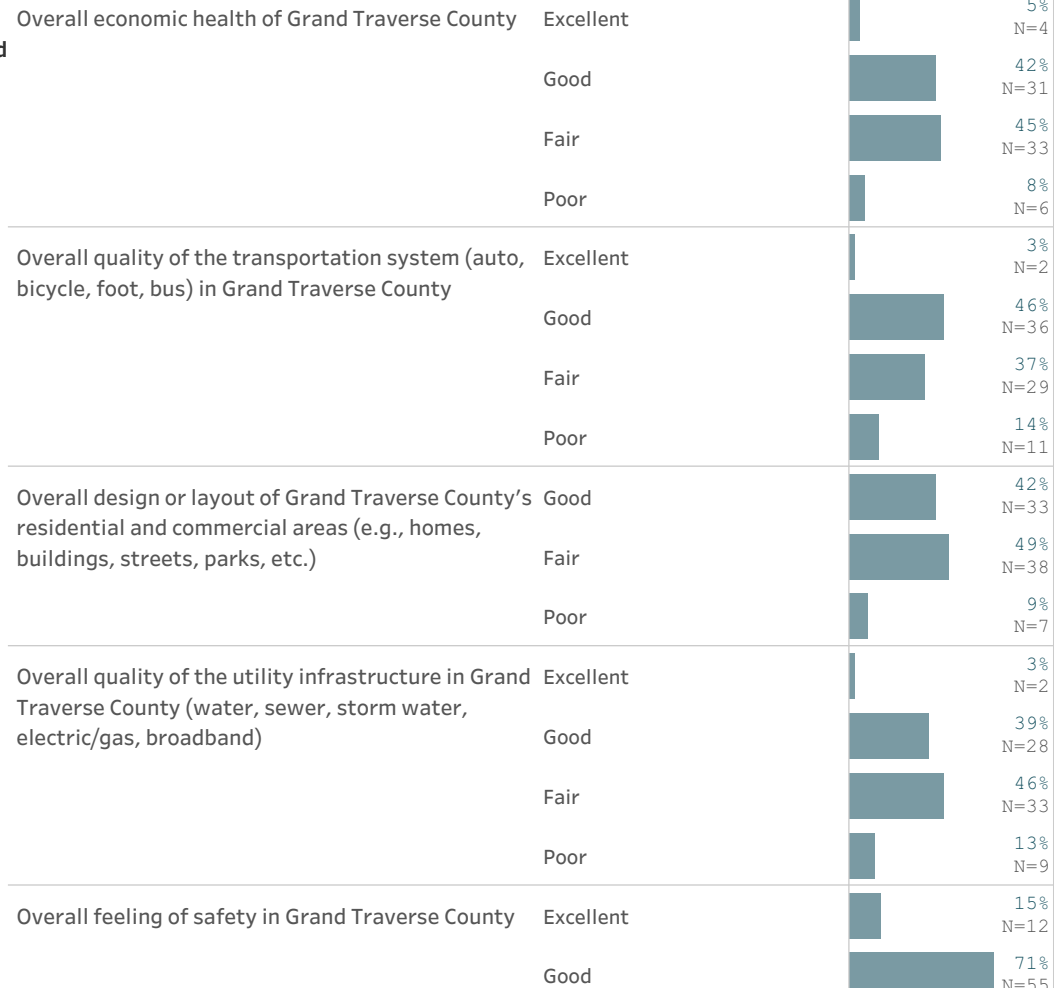 Overall economic health of Grand Traverse County Excellent 5%
N=4
d
Good 42%
N=31
Fair 45%
N=33
Poor 8%
N=6
Overall quality of the transportation system (auto, Excellent 3%
bicycle, foot, bus) in Grand Traverse County N=2
Good 46%
N=36
Fair 37%
N=29
Poor 14%
N=11
Overall design or layout of Grand Traverse County's Good 42%
residential and commercial areas (e.g., homes, N=33
buildings, streets, parks, etc.) Fair 49%
N=38
Poor 9%
N=7
Overall quality of the utility infrastructure in Grand Excellent 3%
Traverse County (water, sewer, storm water, N=2
electric/gas, broadband) Good 39%
N=28
Fair 46%
N=33
Poor 13%
N=9
Overall feeling of safety in Grand Traverse County Excellent 15%
N=12
Good 71%
N=55